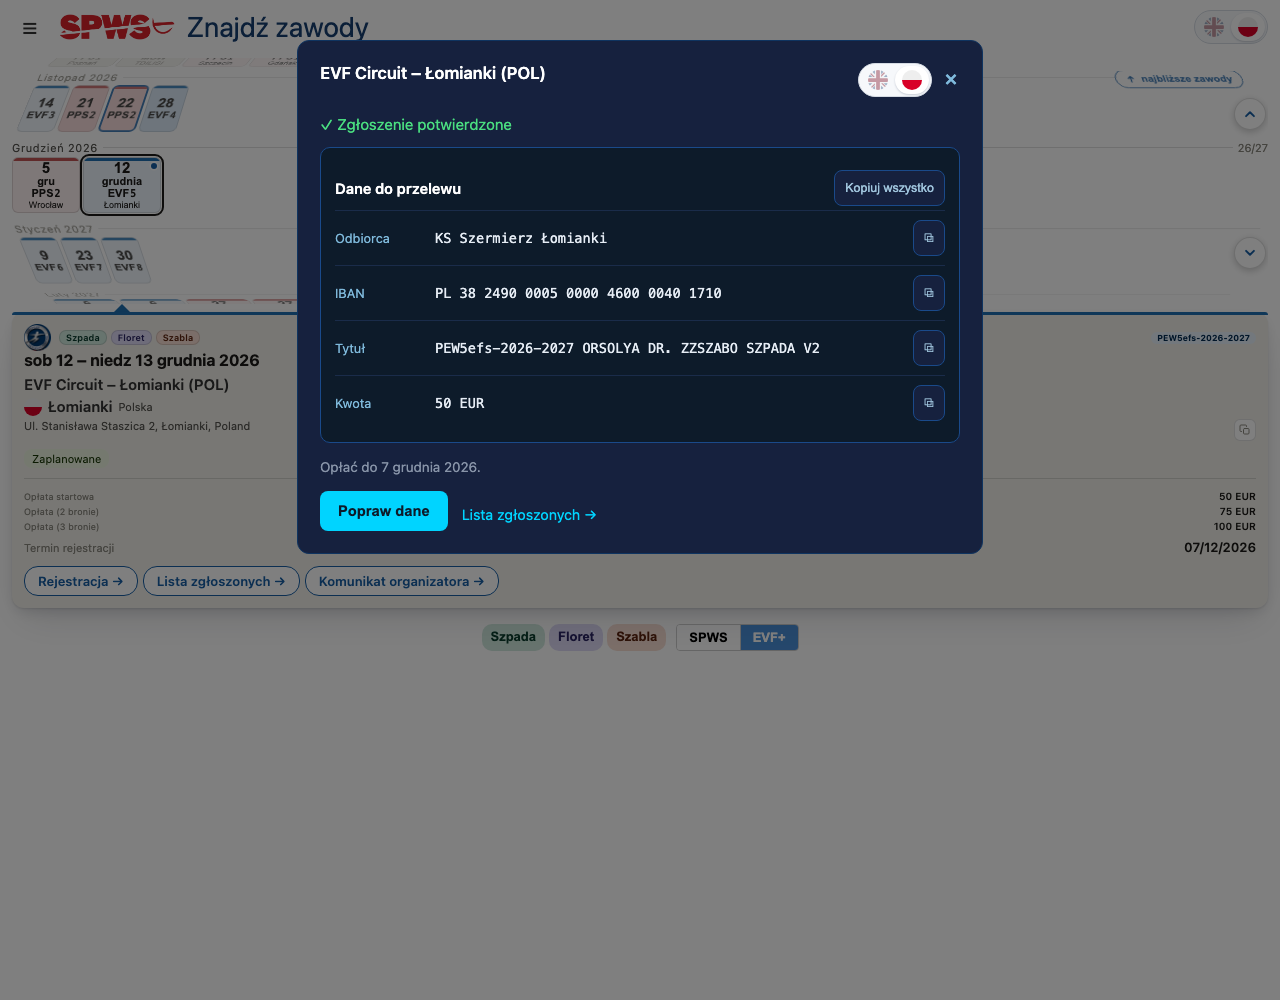 SPWS Znajdź zawody
Listopad 2026
najbliższe zawody
14 EVF3
21 PPS2
22 PPS2
28 EVF4
Grudzień 2026
26/27
5 gru PPS2 Wrocław
12 grudnia EVF5 Łomianki
Styczeń 2027
9 EVF6
23 EVF7
30 EVF8
EVF Circuit – Łomianki (POL)
✓ Zgłoszenie potwierdzone
Dane do przelewu
Kopiuj wszystko
Odbiorca KS Szermierz Łomianki
IBAN PL 38 2490 0005 0000 4600 0040 1710
Tytuł PEW5efs-2026-2027 ORSOLYA DR. ZZSZABO SZPADA V2
Kwota 50 EUR
Opłać do 7 grudnia 2026.
Popraw dane
Lista zgłoszonych →
Szpada Floret Szabla
PEW5efs-2026-2027
sob 12 – niedz 13 grudnia 2026
EVF Circuit – Łomianki (POL)
Łomianki Polska
Ul. Stanisława Staszica 2, Łomianki, Poland
Zaplanowane
Opłata startowa 50 EUR
Opłata (2 bronie) 75 EUR
Opłata (3 bronie) 100 EUR
Termin rejestracji 07/12/2026
Rejestracja →
Lista zgłoszonych →
Komunikat organizatora →
Szpada Floret Szabla SPWS EVF+